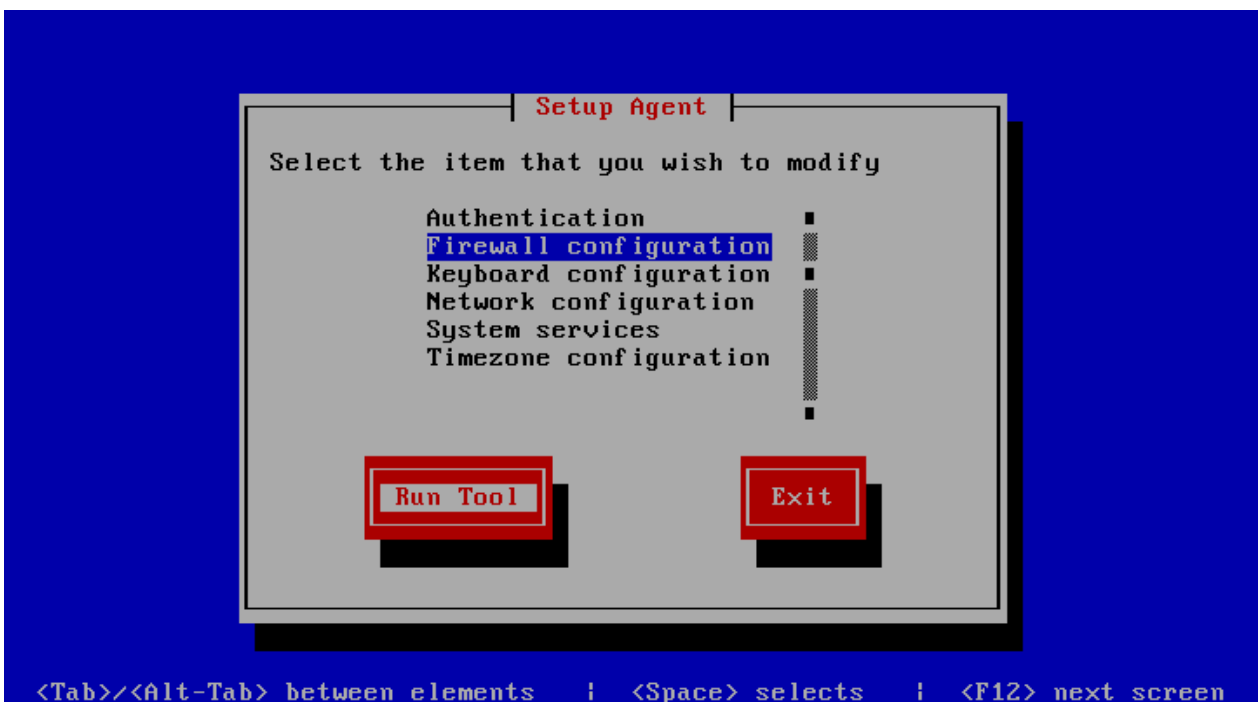 Setup Agent
Select the item that you wish to modify
Authentication
Firewall configuration
Keyboard configuration
Network configuration
System services
Timezone configuration
Run Tool
Exit
<Tab>/<Alt-Tab> between elements | <Space> selects | <F12> next screen